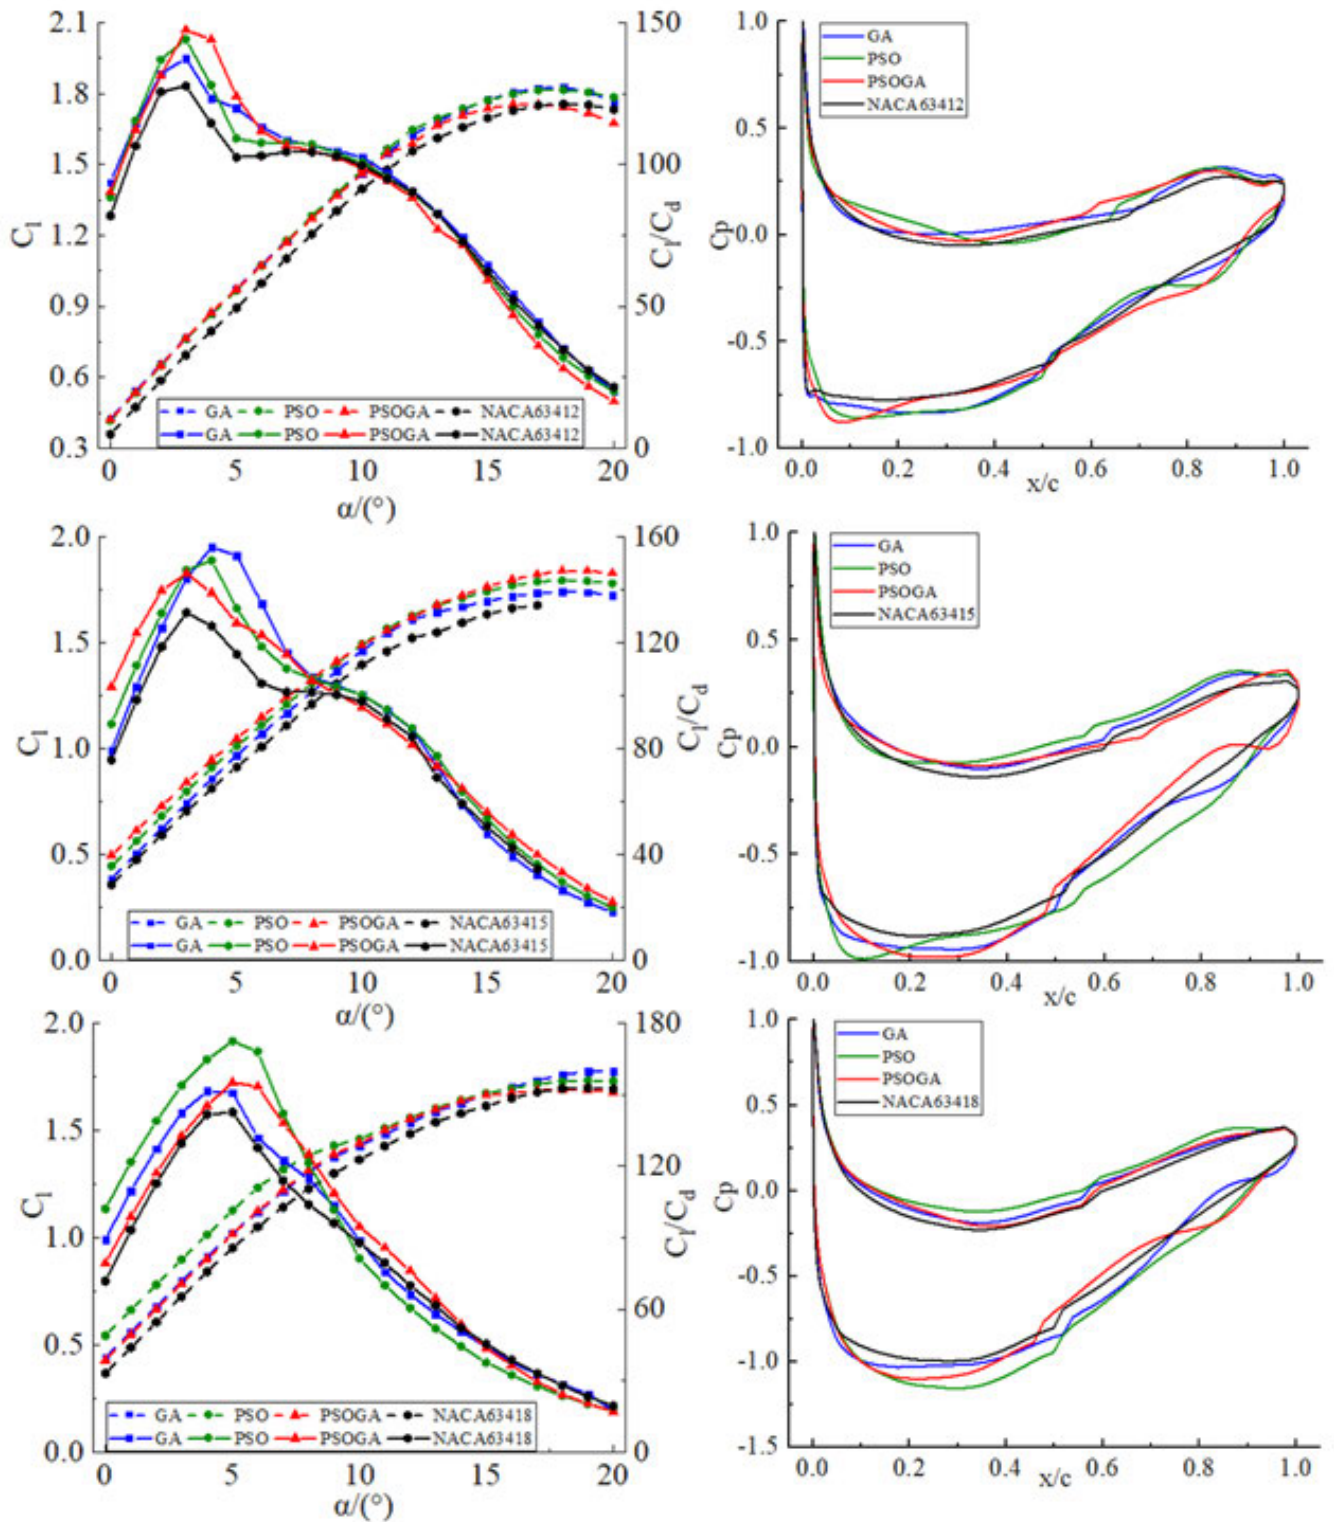 2.1
1.8
1.5
1.2
0.9
0.6
0.3
C_l
150
100
50
0
C_l/C_d
GA PSO PSOGA NACA63412
GA PSO PSOGA NACA63412
0 5 10 15 20
α/(°)
1.0
0.5
0.0
-0.5
-1.0
Cp
GA
PSO
PSOGA
NACA63412
0.0 0.2 0.4 0.6 0.8 1.0
x/c
2.0
1.5
1.0
0.5
0.0
C_l
160
120
80
40
0
C_l/C_d
GA PSO PSOGA NACA63415
GA PSO PSOGA NACA63415
0 5 10 15 20
α/(°)
1.0
0.5
0.0
-0.5
-1.0
Cp
GA
PSO
PSOGA
NACA63415
0.0 0.2 0.4 0.6 0.8 1.0
x/c
2.0
1.5
1.0
0.5
0.0
C_l
180
120
60
0
C_l/C_d
GA PSO PSOGA NACA63418
GA PSO PSOGA NACA63418
0 5 10 15 20
α/(°)
1.0
0.5
0.0
-0.5
-1.0
-1.5
Cp
GA
PSO
PSOGA
NACA63418
0.0 0.2 0.4 0.6 0.8 1.0
x/c